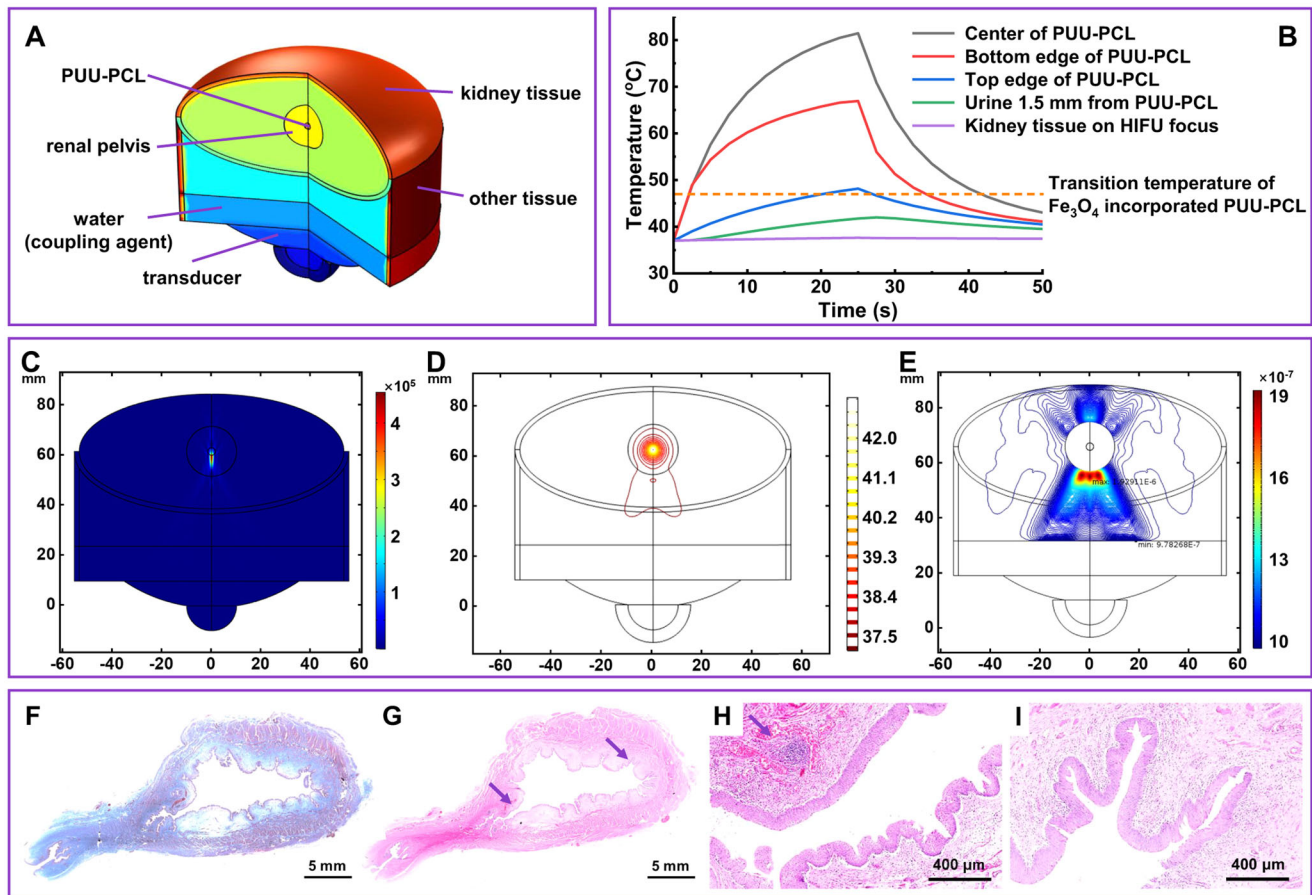 A
PUU-PCL
renal pelvis
water
(coupling agent)
transducer
kidney tissue
other tissue
B
Center of PUU-PCL
Bottom edge of PUU-PCL
Top edge of PUU-PCL
Urine 1.5 mm from PUU-PCL
Kidney tissue on HIFU focus
Transition temperature of
Fe₃O₄ incorporated PUU-PCL
Temperature (°C)
80
70
60
50
40
30
0 10 20 30 40 50
Time (s)
C
mm
80
60
40
20
0
-60 -40 -20 0 20 40 60
×10⁵
4
3
2
1
D
mm
80
60
40
20
0
-60 -40 -20 0 20 40 60
42.0
41.1
40.2
39.3
38.4
37.5
E
mm
80
60
40
20
0
-60 -40 -20 0 20 40 60
max: 1.92911E-6
min: 9.78268E-7
×10⁻⁷
19
16
13
10
F
5 mm
G
5 mm
H
400 µm
I
400 µm